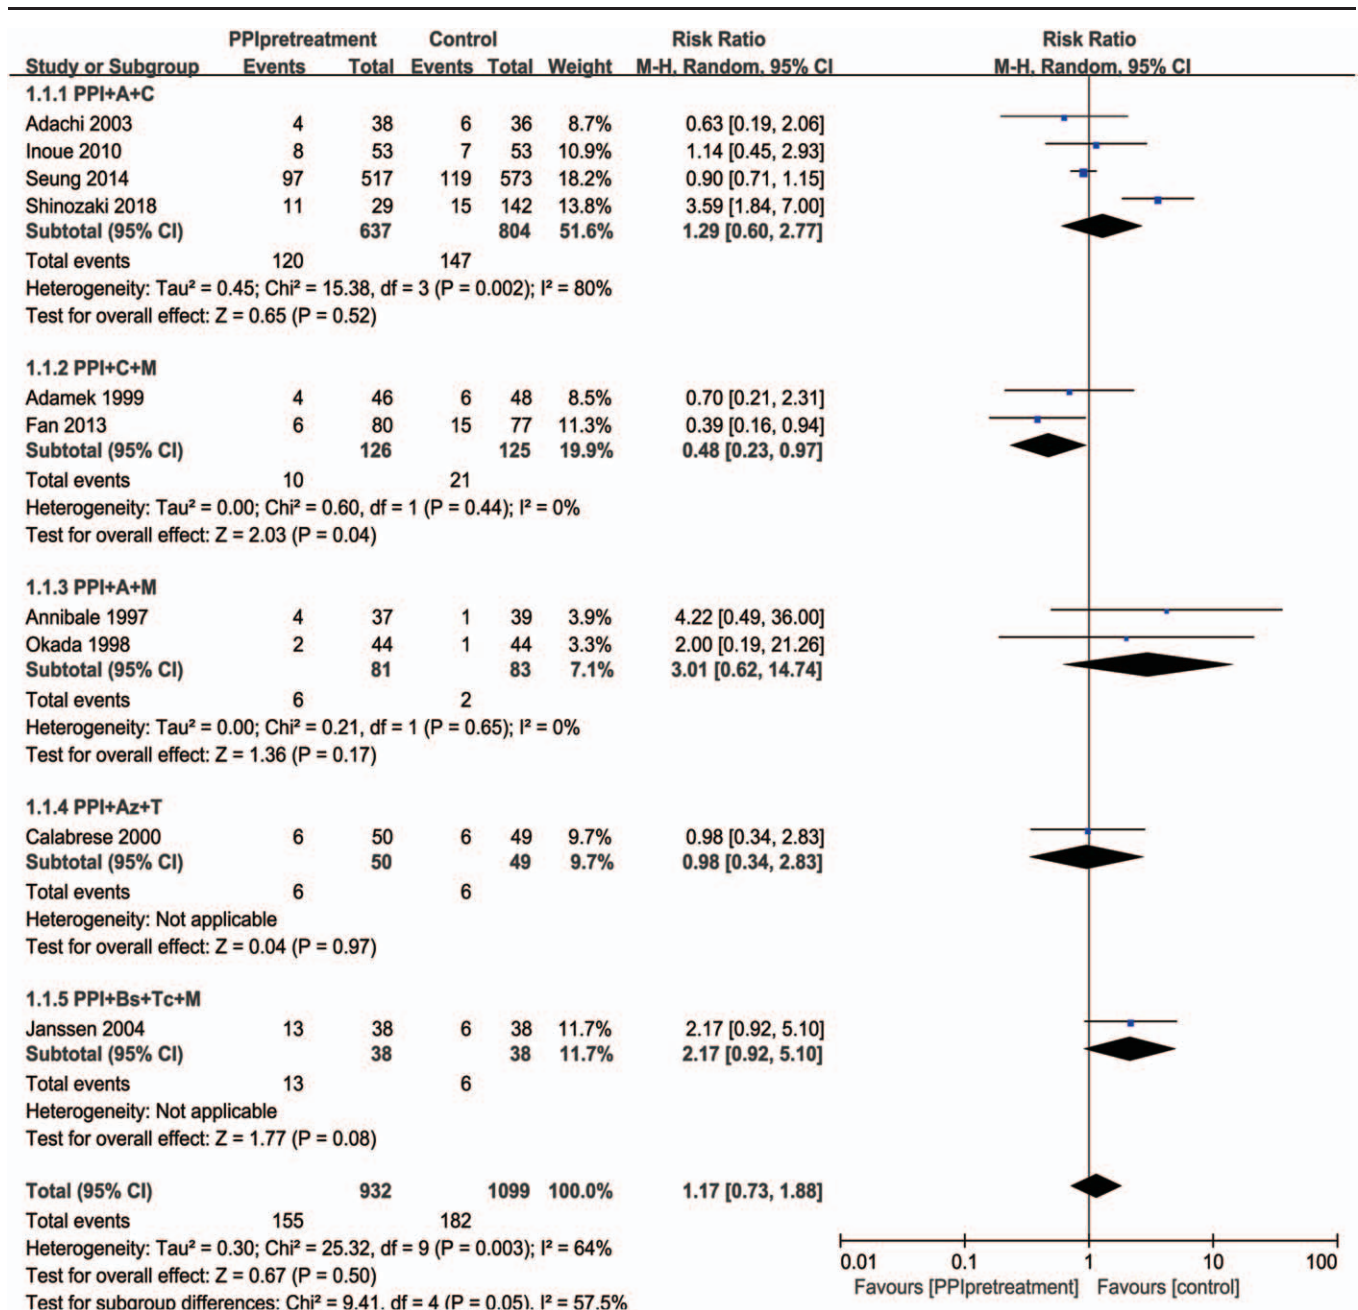 PPIpretreatment Control Risk Ratio Risk Ratio
Study or Subgroup Events Total Events Total Weight M-H, Random, 95% CI M-H, Random, 95% CI
1.1.1 PPI+A+C
Adachi 2003 4 38 6 36 8.7% 0.63 [0.19, 2.06]
Inoue 2010 8 53 7 53 10.9% 1.14 [0.45, 2.93]
Seung 2014 97 517 119 573 18.2% 0.90 [0.71, 1.15]
Shinozaki 2018 11 29 15 142 13.8% 3.59 [1.84, 7.00]
Subtotal (95% CI) 637 804 51.6% 1.29 [0.60, 2.77]
Total events 120 147
Heterogeneity: Tau² = 0.45; Chi² = 15.38, df = 3 (P = 0.002); I² = 80%
Test for overall effect: Z = 0.65 (P = 0.52)
1.1.2 PPI+C+M
Adamek 1999 4 46 6 48 8.5% 0.70 [0.21, 2.31]
Fan 2013 6 80 15 77 11.3% 0.39 [0.16, 0.94]
Subtotal (95% CI) 126 125 19.9% 0.48 [0.23, 0.97]
Total events 10 21
Heterogeneity: Tau² = 0.00; Chi² = 0.60, df = 1 (P = 0.44); I² = 0%
Test for overall effect: Z = 2.03 (P = 0.04)
1.1.3 PPI+A+M
Annibale 1997 4 37 1 39 3.9% 4.22 [0.49, 36.00]
Okada 1998 2 44 1 44 3.3% 2.00 [0.19, 21.26]
Subtotal (95% CI) 81 83 7.1% 3.01 [0.62, 14.74]
Total events 6 2
Heterogeneity: Tau² = 0.00; Chi² = 0.21, df = 1 (P = 0.65); I² = 0%
Test for overall effect: Z = 1.36 (P = 0.17)
1.1.4 PPI+Az+T
Calabrese 2000 6 50 6 49 9.7% 0.98 [0.34, 2.83]
Subtotal (95% CI) 50 49 9.7% 0.98 [0.34, 2.83]
Total events 6 6
Heterogeneity: Not applicable
Test for overall effect: Z = 0.04 (P = 0.97)
1.1.5 PPI+Bs+Tc+M
Janssen 2004 13 38 6 38 11.7% 2.17 [0.92, 5.10]
Subtotal (95% CI) 38 38 11.7% 2.17 [0.92, 5.10]
Total events 13 6
Heterogeneity: Not applicable
Test for overall effect: Z = 1.77 (P = 0.08)
Total (95% CI) 932 1099 100.0% 1.17 [0.73, 1.88]
Total events 155 182
Heterogeneity: Tau² = 0.30; Chi² = 25.32, df = 9 (P = 0.003); I² = 64%
Test for overall effect: Z = 0.67 (P = 0.50)
Test for subgroup differences: Chi² = 9.41, df = 4 (P = 0.05), I² = 57.5%
0.01 0.1 1 10 100
Favours [PPIpretreatment] Favours [control]